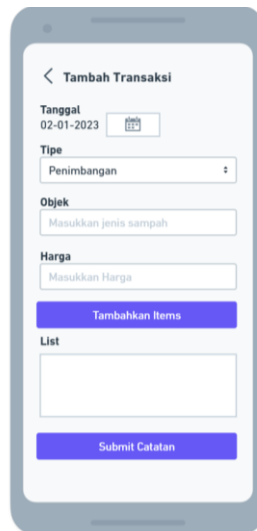 Tambah Transaksi
Tanggal
02-01-2023
Tipe
Penimbangan
Objek
Masukkan jenis sampah
Harga
Masukkan Harga
Tambahkan Items
List
Submit Catatan